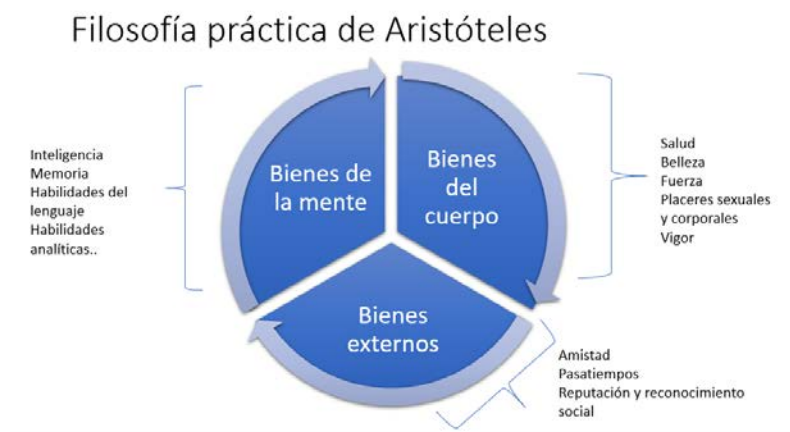 Filosofía práctica de Aristóteles
Inteligencia
Memoria
Habilidades del
lenguaje
Habilidades
analíticas..
Bienes de
la mente
Bienes
del
cuerpo
Salud
Belleza
Fuerza
Placeres sexuales
y corporales
Vigor
Bienes
externos
Amistad
Pasatiempos
Reputación y reconocimiento
social